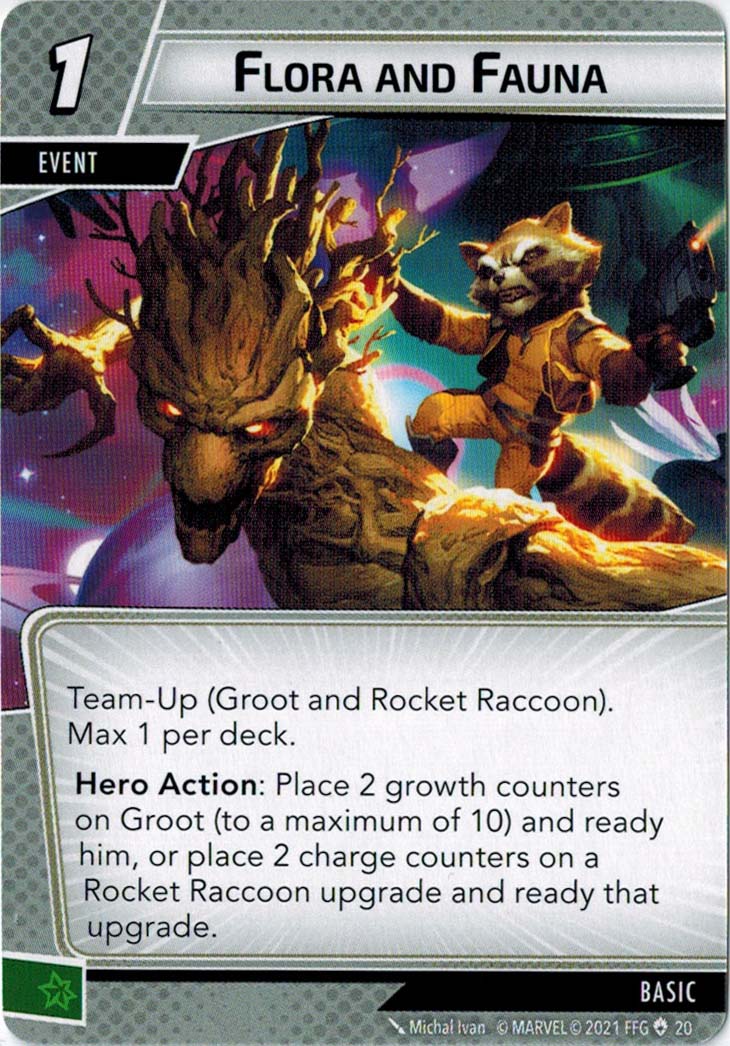 1
FLORA AND FAUNA
EVENT
Team-Up (Groot and Rocket Raccoon).
Max 1 per deck.
Hero Action: Place 2 growth counters
on Groot (to a maximum of 10) and ready
him, or place 2 charge counters on a
Rocket Raccoon upgrade and ready that
upgrade.
BASIC
Michal Ivan © MARVEL © 2021 FFG 20